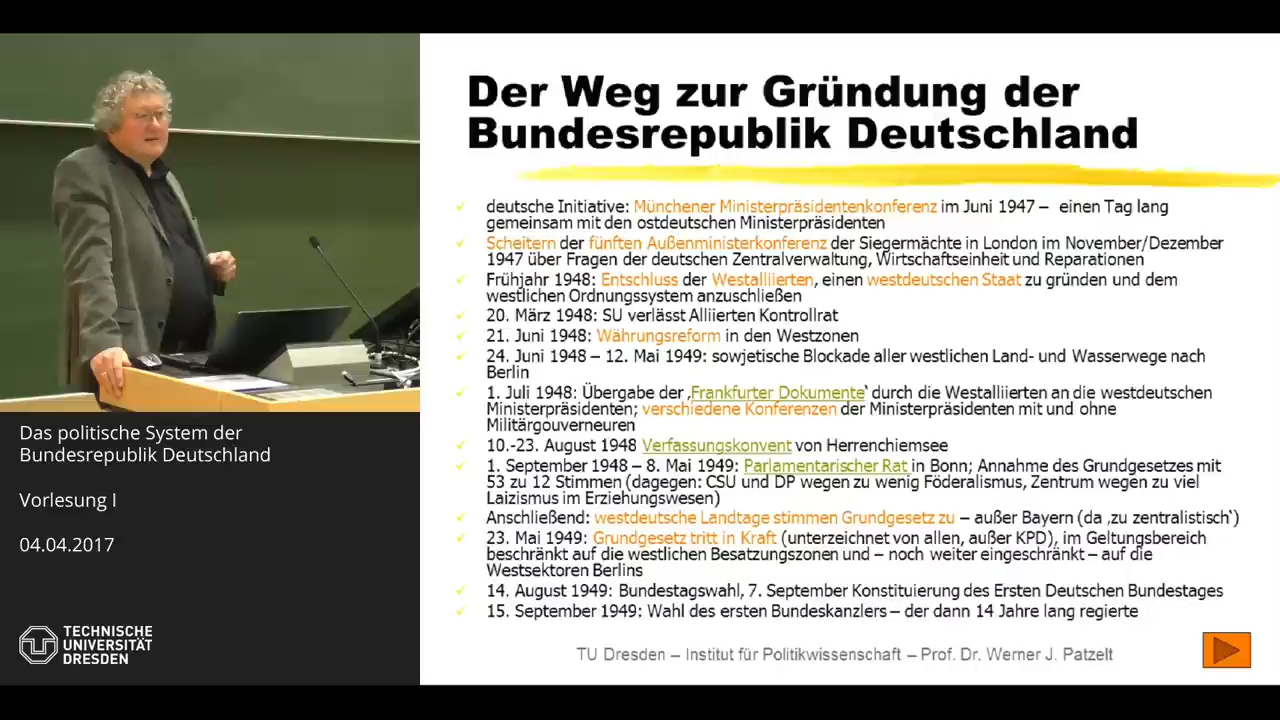 Der Weg zur Gründung der
Bundesrepublik Deutschland
deutsche Initiative: Münchener Ministerpräsidentenkonferenz im Juni 1947 – einen Tag lang
gemeinsam mit den ostdeutschen Ministerpräsidenten
Scheitern der fünften Außenministerkonferenz der Siegermächte in London im November/Dezember
1947 über Fragen der deutschen Zentralverwaltung, Wirtschaftseinheit und Reparationen
Frühjahr 1948: Entschluss der Westalliierten, einen westdeutschen Staat zu gründen und dem
westlichen Ordnungssystem anzuschließen
20. März 1948: SU verlässt Alliierten Kontrollrat
21. Juni 1948: Währungsreform in den Westzonen
24. Juni 1948 – 12. Mai 1949: sowjetische Blockade aller westlichen Land- und Wasserwege nach
Berlin
1. Juli 1948: Übergabe der ‚Frankfurter Dokumente‘ durch die Westalliierten an die westdeutschen
Ministerpräsidenten; verschiedene Konferenzen der Ministerpräsidenten mit und ohne
Militärgouverneuren
10.-23. August 1948 Verfassungskonvent von Herrenchiemsee
1. September 1948 – 8. Mai 1949: Parlamentarischer Rat in Bonn; Annahme des Grundgesetzes mit
53 zu 12 Stimmen (dagegen: CSU und DP wegen zu wenig Föderalismus, Zentrum wegen zu viel
Laizismus im Erziehungswesen)
Anschließend: westdeutsche Landtage stimmen Grundgesetz zu – außer Bayern (da ‚zu zentralistisch‘)
23. Mai 1949: Grundgesetz tritt in Kraft (unterzeichnet von allen, außer KPD), im Geltungsbereich
beschränkt auf die westlichen Besatzungszonen und – noch weiter eingeschränkt – auf die
Westsektoren Berlins
14. August 1949: Bundestagswahl, 7. September Konstituierung des Ersten Deutschen Bundestages
15. September 1949: Wahl des ersten Bundeskanzlers – der dann 14 Jahre lang regierte
TU Dresden – Institut für Politikwissenschaft – Prof. Dr. Werner J. Patzelt
Das politische System der
Bundesrepublik Deutschland
Vorlesung I
04.04.2017
TECHNISCHE
UNIVERSITÄT
DRESDEN